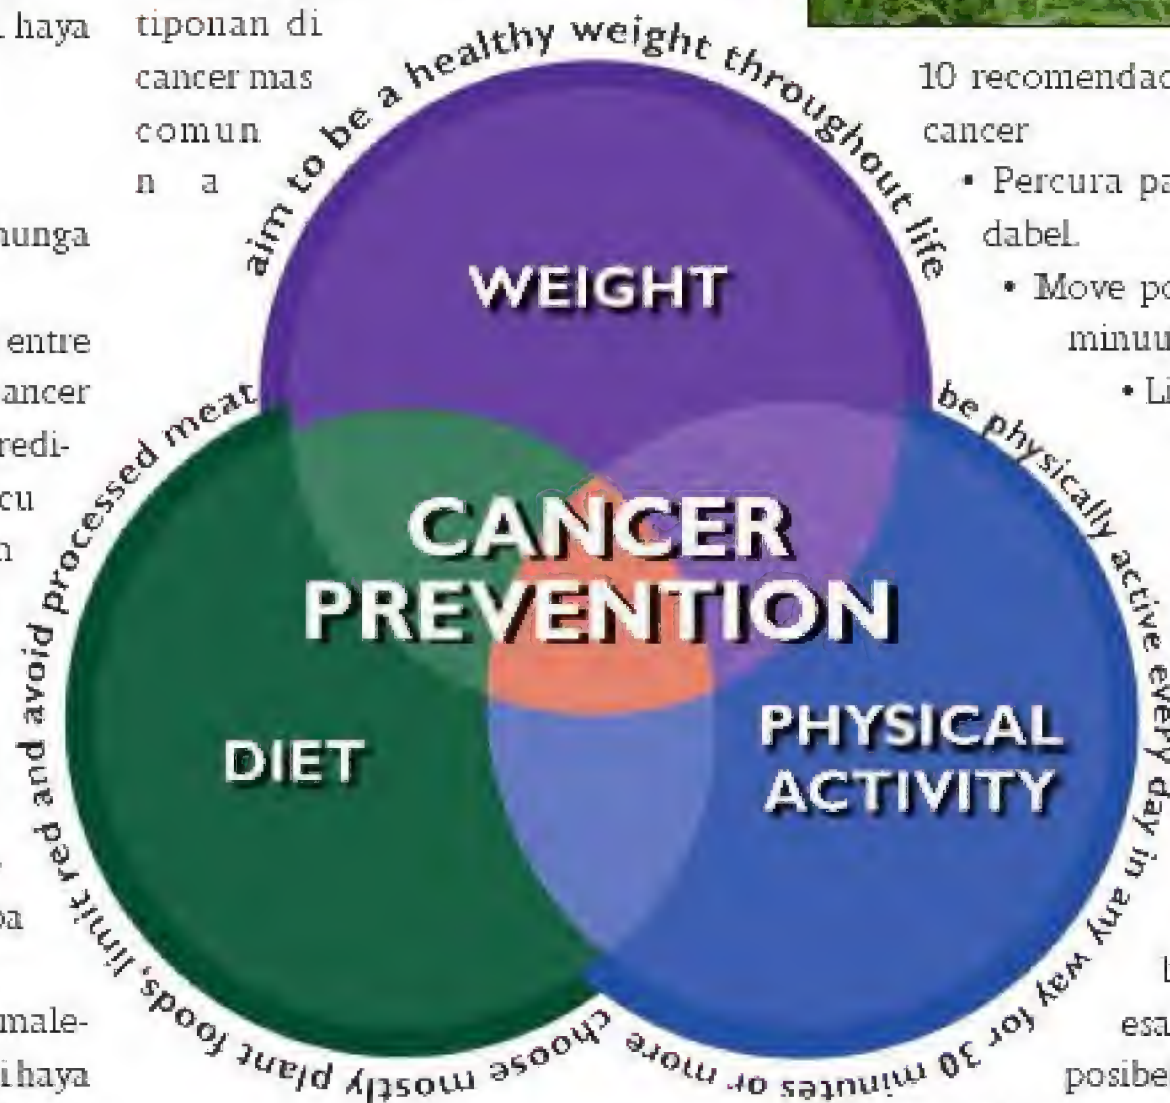 haya
nunga
entre
ancer
redi-
cu
male-
i haya
tiponan di
cancer mas
comun
n a
aim to be a healthy weight throughout life
WEIGHT
CANCER
PREVENTION
DIET
PHYSICAL
ACTIVITY
choose mostly plant foods, limit red and avoid processed meat
be physically active every day in any way for 30 minutes or more
10 recomendac
cancer
• Percura pa
dabel.
• Move po
minuu
• Li
esa
posibe